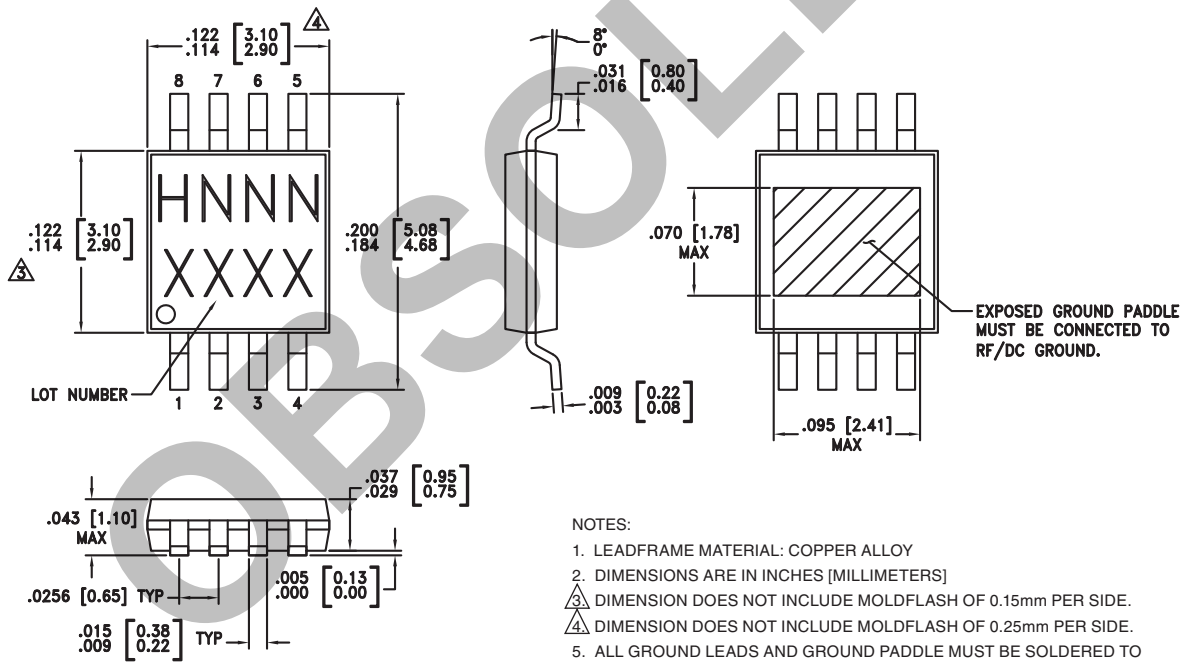 .122 [3.10]
.114 [2.90]
4
8 7 6 5
HNNN
XXXX
.122 [3.10]
.114 [2.90]
3
.200 [5.08]
.184 [4.68]
LOT NUMBER
1 2 3 4
8°
0°
.031 [0.80]
.016 [0.40]
.009 [0.22]
.003 [0.08]
.070 [1.78]
MAX
EXPOSED GROUND PADDLE
MUST BE CONNECTED TO
RF/DC GROUND.
.095 [2.41]
MAX
.043 [1.10]
MAX
.037 [0.95]
.029 [0.75]
.005 [0.13]
.000 [0.00]
.0256 [0.65] TYP
.015 [0.38]
.009 [0.22]
TYP
NOTES:
1. LEADFRAME MATERIAL: COPPER ALLOY
2. DIMENSIONS ARE IN INCHES [MILLIMETERS]
3. DIMENSION DOES NOT INCLUDE MOLDFLASH OF 0.15mm PER SIDE.
4. DIMENSION DOES NOT INCLUDE MOLDFLASH OF 0.25mm PER SIDE.
5. ALL GROUND LEADS AND GROUND PADDLE MUST BE SOLDERED TO
OBSOL